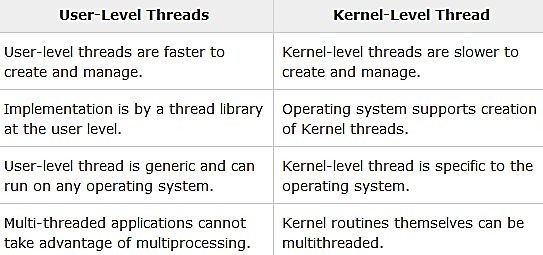 User-Level Threads
Kernel-Level Thread
User-level threads are faster to
create and manage.
Kernel-level threads are slower to
create and manage.
Implementation is by a thread library
at the user level.
Operating system supports creation
of Kernel threads.
User-level thread is generic and can
run on any operating system.
Kernel-level thread is specific to the
operating system.
Multi-threaded applications cannot
take advantage of multiprocessing.
Kernel routines themselves can be
multithreaded.